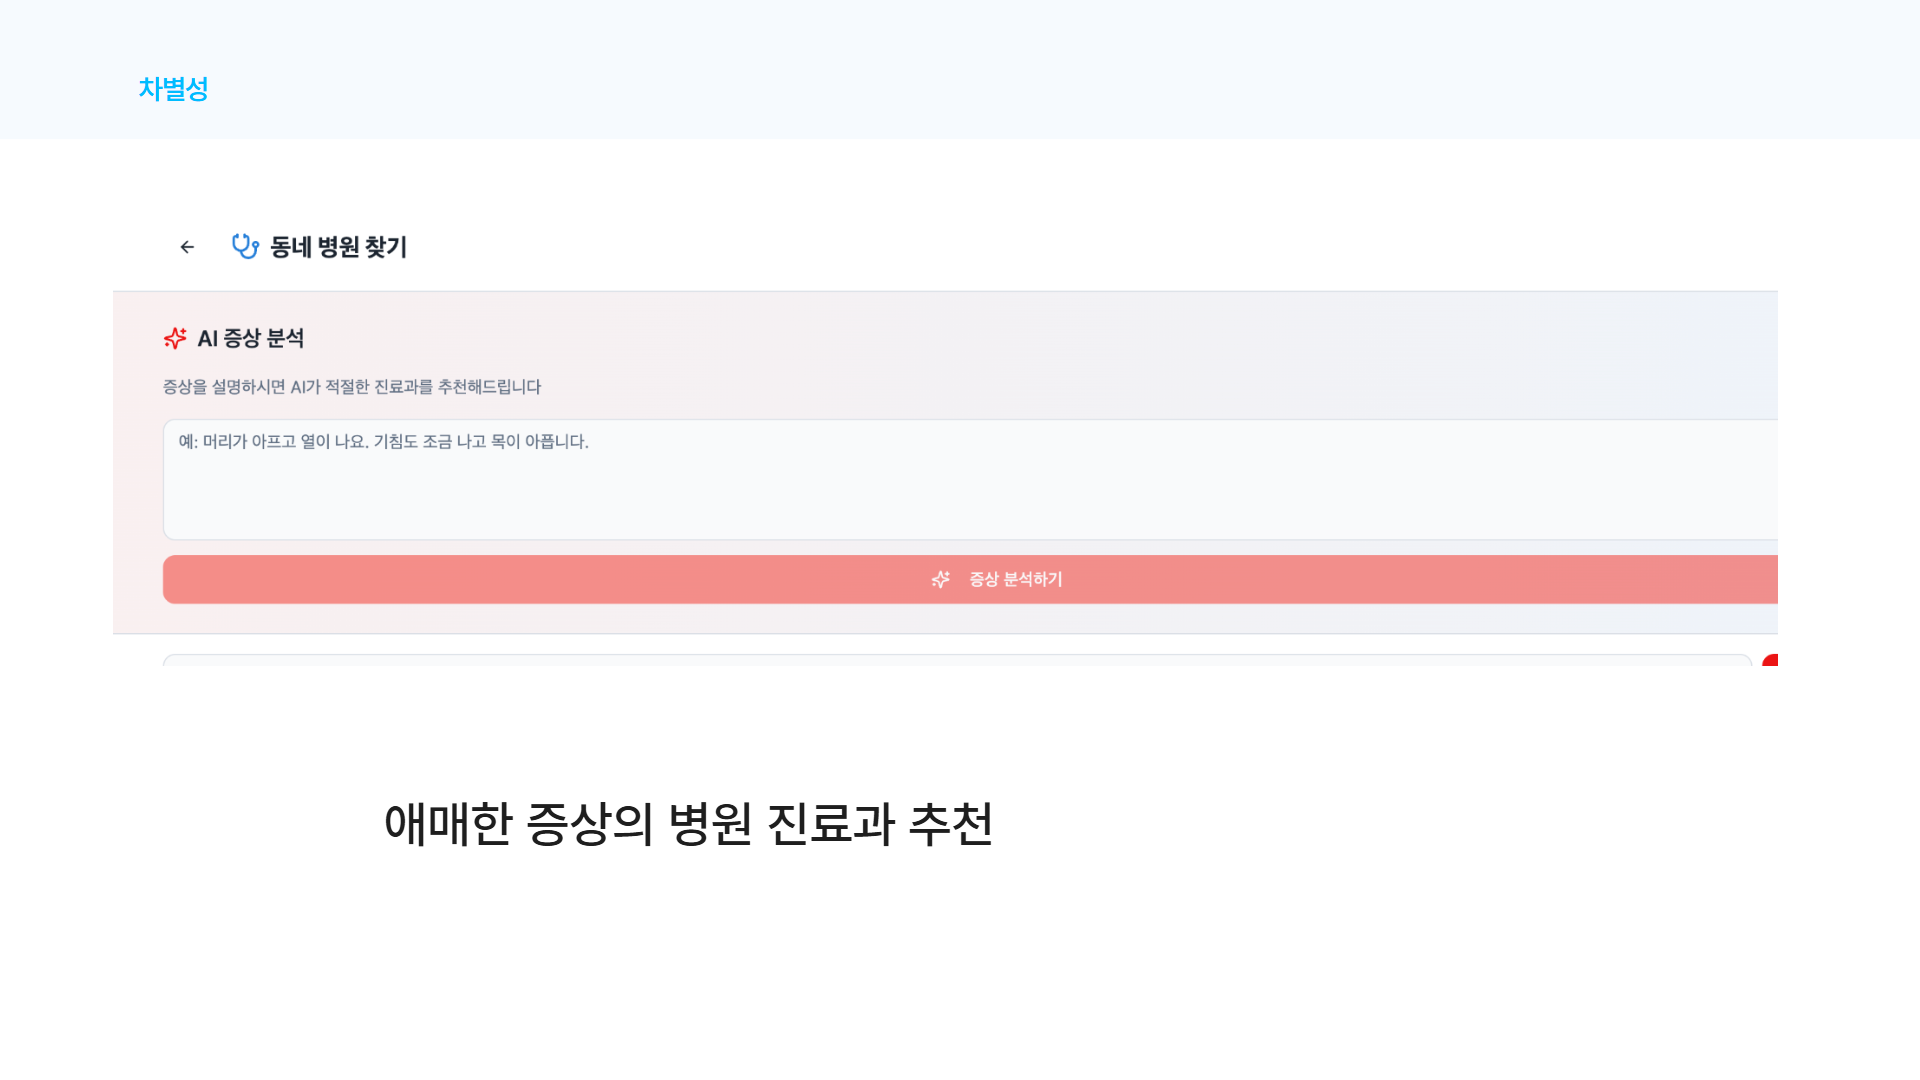 차별성
동네 병원 찾기
AI 증상 분석
증상을 설명하시면 AI가 적절한 진료과를 추천해드립니다
예: 머리가 아프고 열이 나요. 기침도 조금 나고 목이 아픕니다.
증상 분석하기
애매한 증상의 병원 진료과 추천